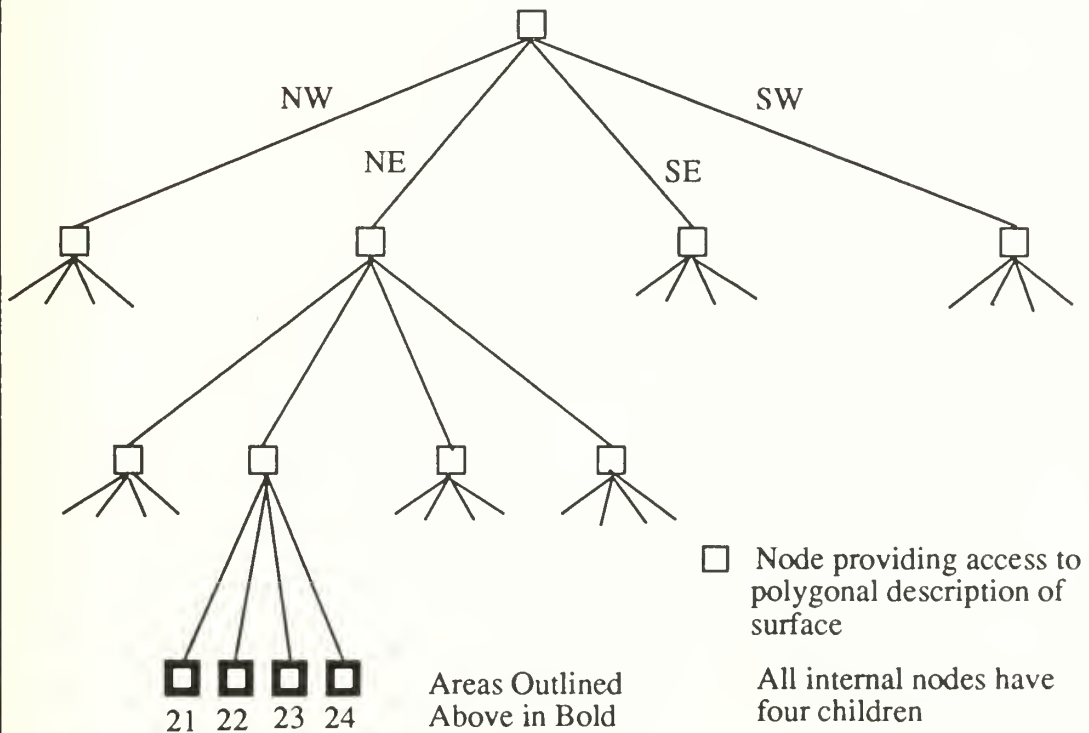 NW
SW
NE
SE
Node providing access to
polygonal description of
surface
Areas Outlined
Above in Bold
All internal nodes have
four children
21 22 23 24